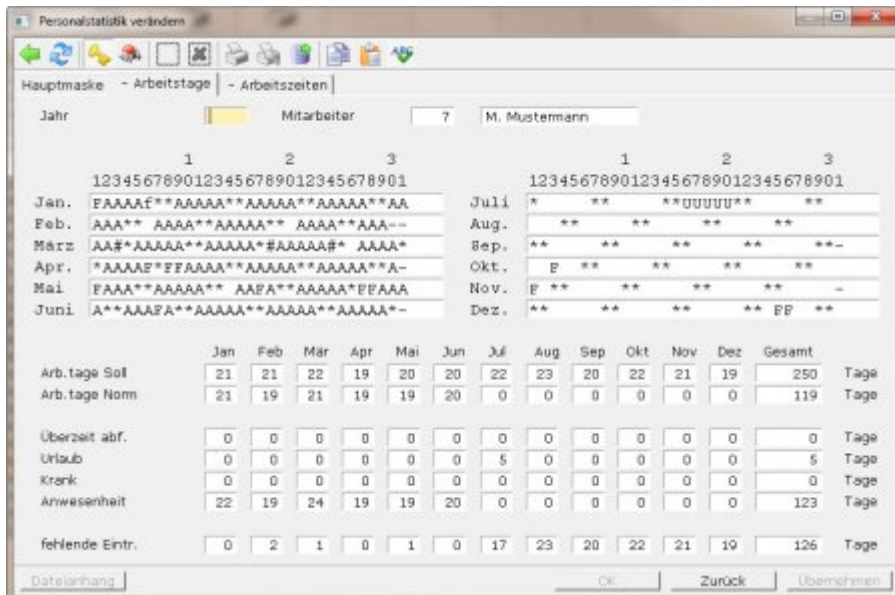 Personalstatistik verändern
Hauptmaske - Arbeitstage - Arbeitszeiten
Jahr Mitarbeiter 7 M. Mustermann
1 2 3 1 2 3
1234567890123456789012345678901 1234567890123456789012345678901
Jan. FAAAAf**AAAAA**AAAAA**AAAAA**AA Juli * ** **UUUUU** **
Feb. AAA** AAAAA**AAAAA** AAAA**AAA-- Aug. ** ** ** **
März AA#*AAAAA**AAAAA*#AAAAA#* AAAA* Sep. ** ** ** ** **-
Apr. *AAAAF*FFAAAA**AAAAA**AAAAA**A- Okt. F ** ** ** **
Mai FAAA**AAAAA** AAFA**AAAAA*FFAAA Nov. F ** ** ** ** -
Juni A**AAAFA**AAAAA**AAAAA**AAAAA*- Dez. ** ** ** ** FF **
Jan Feb Mär Apr Mai Jun Jul Aug Sep Okt Nov Dez Gesamt
Arb.tage Soll 21 21 22 19 20 20 22 23 20 22 21 19 250 Tage
Arb.tage Norm 21 19 21 19 19 20 0 0 0 0 0 0 119 Tage
Überzeit abf. 0 0 0 0 0 0 0 0 0 0 0 0 0 Tage
Urlaub 0 0 0 0 0 0 5 0 0 0 0 0 5 Tage
Krank 0 0 0 0 0 0 0 0 0 0 0 0 0 Tage
Anwesenheit 22 19 24 19 19 20 0 0 0 0 0 0 123 Tage
fehlende Eintr. 0 2 1 0 1 0 17 23 20 22 21 19 126 Tage
Dateianhang OK Zurück Übernehmen